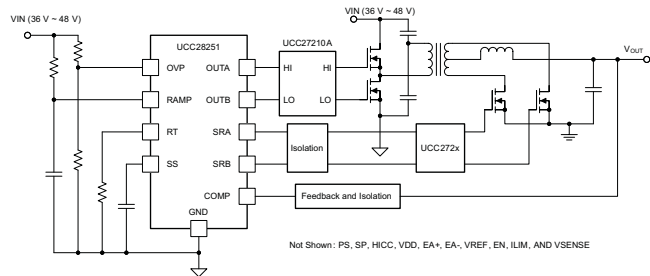 VIN (36 V ~ 48 V)
VIN (36 V ~ 48 V)
UCC28251
UCC27210A
VOUT
OVP
OUTA
HI
HI
RAMP
OUTB
LO
LO
RT
SRA
Isolation
UCC272x
SS
SRB
COMP
Feedback and Isolation
GND
Not Shown: PS, SP, HICC, VDD, EA+, EA-, VREF, EN, ILIM, AND VSENSE